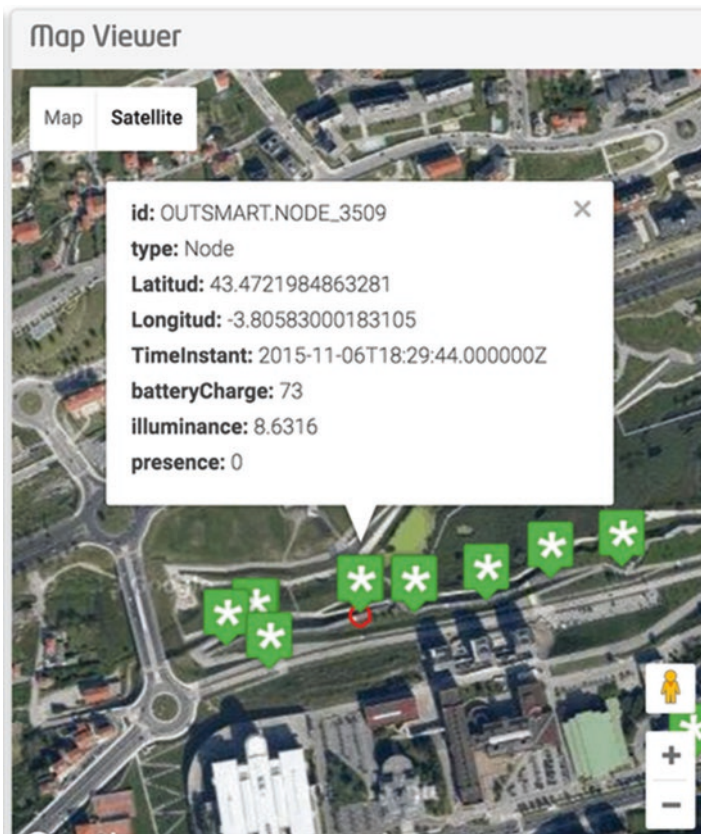 Map Viewer
Map Satellite
id: OUTSMART.NODE_3509
type: Node
Latitud: 43.4721984863281
Longitud: -3.80583000183105
TimeInstant: 2015-11-06T18:29:44.000000Z
batteryCharge: 73
illuminance: 8.6316
presence: 0